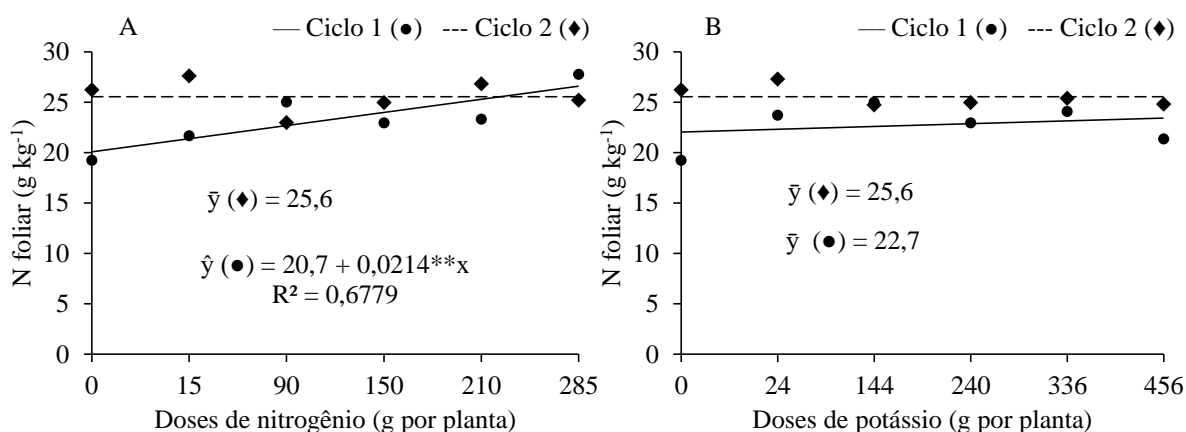 A — Ciclo 1 (●) --- Ciclo 2 (♦)
30
25
20
15
10
5
0
N foliar (g kg⁻¹)
ȳ (♦) = 25,6
ŷ (●) = 20,7 + 0,0214**x
R² = 0,6779
0 15 90 150 210 285
Doses de nitrogênio (g por planta)
B — Ciclo 1 (●) --- Ciclo 2 (♦)
30
25
20
15
10
5
0
N foliar (g kg⁻¹)
ȳ (♦) = 25,6
ȳ (●) = 22,7
0 24 144 240 336 456
Doses de potássio (g por planta)